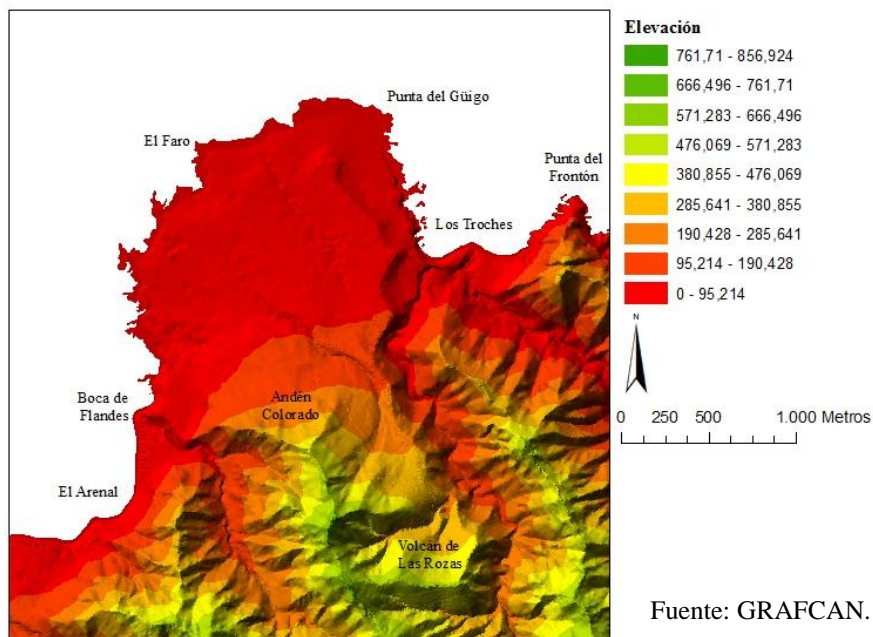 Punta del Güigo
El Faro
Punta del
Frontón
Los Troches
Boca de
Flandes
Andén
Colorado
El Arenal
Volcán de
Las Rozas
Elevación
761,71 - 856,924
666,496 - 761,71
571,283 - 666,496
476,069 - 571,283
380,855 - 476,069
285,641 - 380,855
190,428 - 285,641
95,214 - 190,428
0 - 95,214
N
0 250 500 1.000 Metros
Fuente: GRAFCAN.